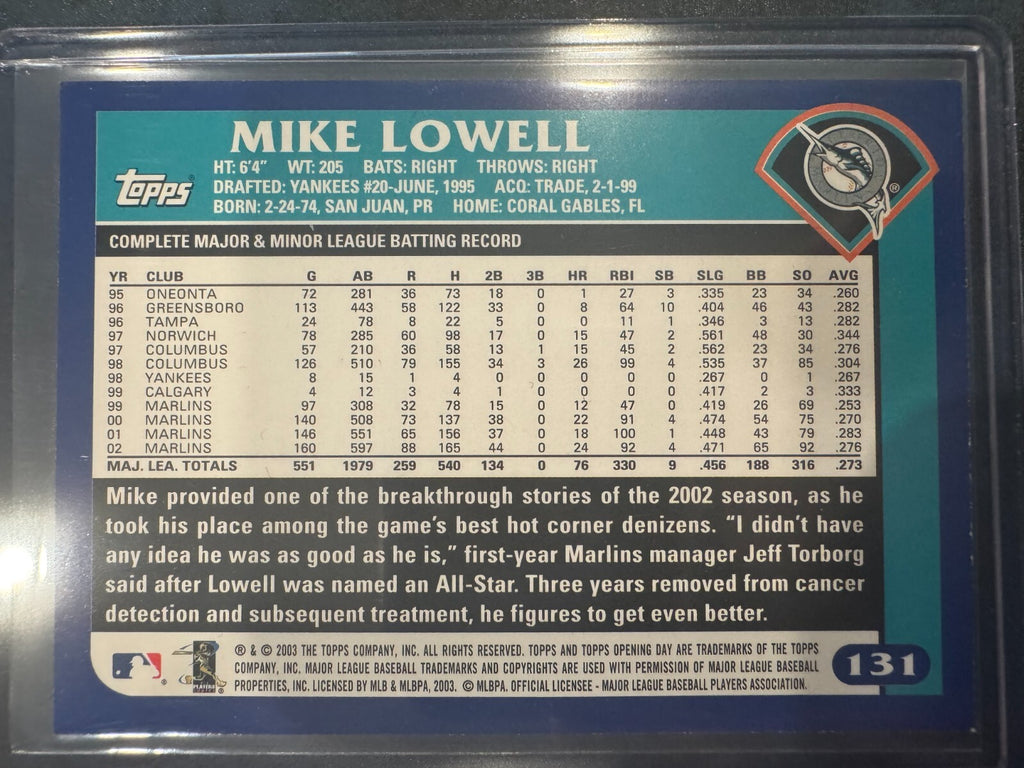 MIKE LOWELL
HT: 6'4" WT: 205 BATS: RIGHT THROWS: RIGHT
topps
DRAFTED: YANKEES #20-JUNE, 1995 ACQ: TRADE, 2-1-99
BORN: 2-24-74, SAN JUAN, PR HOME: CORAL GABLES, FL
®
COMPLETE MAJOR & MINOR LEAGUE BATTING RECORD
YR CLUB G AB R H 2B 3B HR RBI SB SLG BB SO AVG
95 ONEONTA 72 281 36 73 18 0 1 27 3 .335 23 34 .260
96 GREENSBORO 113 443 58 122 33 0 8 64 10 .404 46 43 .282
96 TAMPA 24 78 8 22 5 0 0 11 1 .346 3 13 .282
97 NORWICH 78 285 60 98 17 0 15 47 2 .561 48 30 .344
97 COLUMBUS 57 210 36 58 13 1 15 45 2 .562 23 34 .276
98 COLUMBUS 126 510 79 155 34 3 26 99 4 .535 37 85 .304
98 YANKEES 8 15 1 4 0 0 0 0 0 .267 0 1 .267
99 CALGARY 4 12 3 4 1 0 0 0 0 .417 2 3 .333
99 MARLINS 97 308 32 78 15 0 12 47 0 .419 26 69 .253
00 MARLINS 140 508 73 137 38 0 22 91 4 .474 54 75 .270
01 MARLINS 146 551 65 156 37 0 18 100 1 .448 43 79 .283
02 MARLINS 160 597 88 165 44 0 24 92 4 .471 65 92 .276
MAJ. LEA. TOTALS 551 1979 259 540 134 0 76 330 9 .456 188 316 .273
Mike provided one of the breakthrough stories of the 2002 season, as he
took his place among the game's best hot corner denizens. "I didn't have
any idea he was as good as he is," first-year Marlins manager Jeff Torborg
said after Lowell was named an All-Star. Three years removed from cancer
detection and subsequent treatment, he figures to get even better.
® & © 2003 THE TOPPS COMPANY, INC. ALL RIGHTS RESERVED. TOPPS AND TOPPS OPENING DAY ARE TRADEMARKS OF THE TOPPS
COMPANY, INC. MAJOR LEAGUE BASEBALL TRADEMARKS AND COPYRIGHTS ARE USED WITH PERMISSION OF MAJOR LEAGUE BASEBALL
PROPERTIES, INC. LICENSED BY MLB & MLBPA, 2003. © MLBPA. OFFICIAL LICENSEE - MAJOR LEAGUE BASEBALL PLAYERS ASSOCIATION.
131